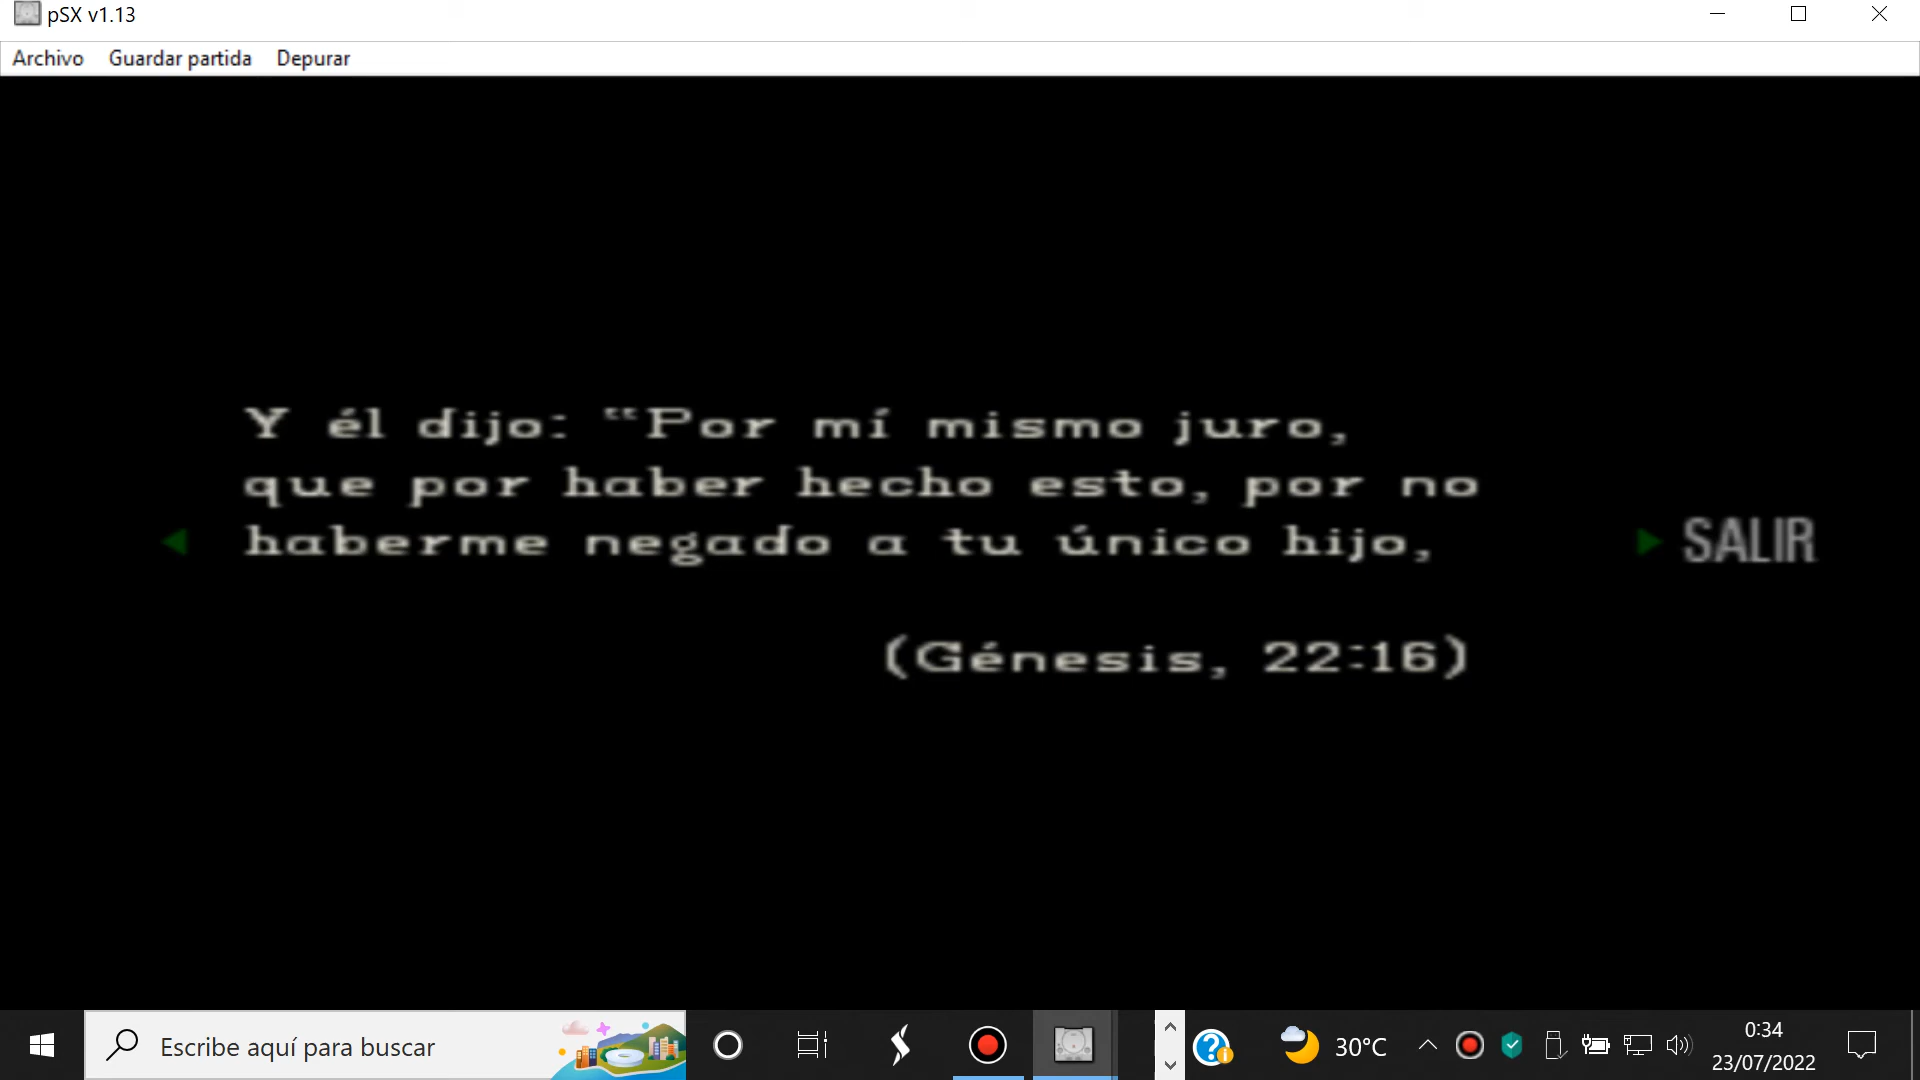 pSX v1.13
Archivo Guardar partida Depurar
Y él dijo: “Por mí mismo juro,
que por haber hecho esto, por no
haberme negado a tu único hijo,
SALIR
(Génesis, 22:16)
Escribe aquí para buscar
30°C
0:34
23/07/2022